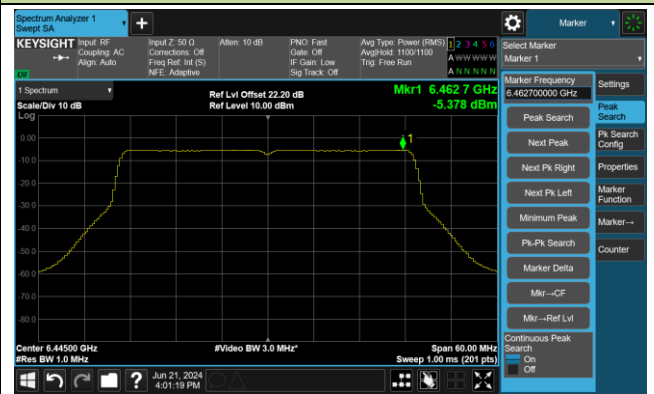 Spectrum Analyzer 1
Swept SA
+
Marker
KEYSIGHT
Input: RF
Coupling: AC
Align: Auto
Input Z: 50 Ω
Corrections: Off
Freq Ref: Int (S)
NFE: Adaptive
Atten: 10 dB
PNO: Fast
Gate: Off
IF Gain: Low
Sig Track: Off
Avg Type: Power (RMS)
Avg|Hold: 1100/1100
Trig: Free Run
1 2 3 4 5 6
A W W W W W
A N N N N N
LXI
Select Marker
Marker 1
Marker Frequency
6.462700000 GHz
Settings
Peak Search
Peak
Search
Next Peak
Pk Search
Config
Next Pk Right
Properties
Next Pk Left
Marker
Function
Minimum Peak
Marker→
Pk-Pk Search
Counter
Marker Delta
Mkr→CF
Mkr→Ref Lvl
Continuous Peak
Search
On
Off
1 Spectrum
Scale/Div 10 dB
Ref Lvl Offset 22.20 dB
Ref Level 10.00 dBm
Mkr1 6.462 7 GHz
-5.378 dBm
Log
1
0.00
-10.0
-20.0
-30.0
-40.0
-50.0
-60.0
-70.0
-80.0
Center 6.44500 GHz
#Res BW 1.0 MHz
#Video BW 3.0 MHz*
Span 60.00 MHz
Sweep 1.00 ms (201 pts)
?
Jun 21, 2024
4:01:19 PM